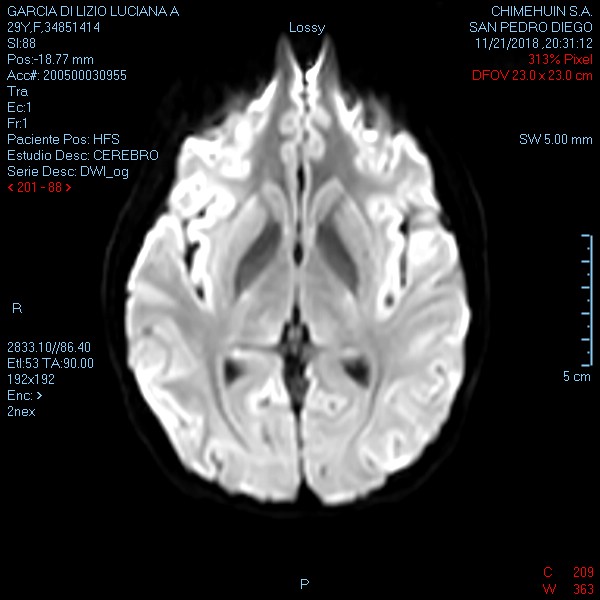 GARCIA DI LIZIO LUCIANA A
29Y,F,34851414
Sl:88
Pos:-18.77 mm
Acc#: 200500030955
Tra
Ec:1
Fr:1
Paciente Pos: HFS
Estudio Desc: CEREBRO
Serie Desc: DWI_og
< 201 - 88 >
Lossy
CHIMEHUIN S.A.
SAN PEDRO DIEGO
11/21/2018 ,20:31:12
313% Pixel
DFOV 23.0 x 23.0 cm
SW 5.00 mm
R
5 cm
2833.10//86.40
Etl:53 TA:90.00
192x192
Enc: >
2nex
P
C 209
W 363